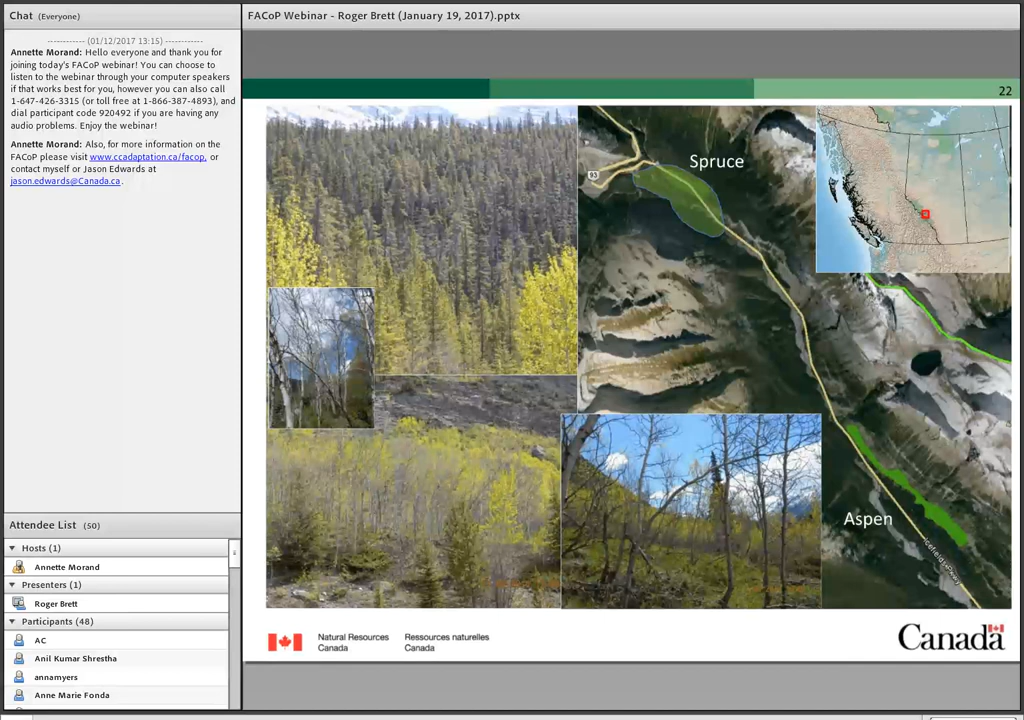 Chat (Everyone)
------------ (01/12/2017 13:15) ------------
Annette Morand: Hello everyone and thank you for
joining today's FACoP webinar! You can choose to
listen to the webinar through your computer speakers
if that works best for you, however you can also call
1-647-426-3315 (or toll free at 1-866-387-4893), and
dial participant code 920492 if you are having any
audio problems. Enjoy the webinar!
Annette Morand: Also, for more information on the
FACoP please visit www.ccadaptation.ca/facop, or
contact myself or Jason Edwards at
jason.edwards@Canada.ca.
Attendee List (50)
Hosts (1)
Annette Morand
Presenters (1)
Roger Brett
Participants (48)
AC
Anil Kumar Shrestha
annamyers
Anne Marie Fonda
FACoP Webinar - Roger Brett (January 19, 2017).pptx
22
Spruce
93
Aspen
Icefields Pkwy
Natural Resources
Canada
Ressources naturelles
Canada
Canada